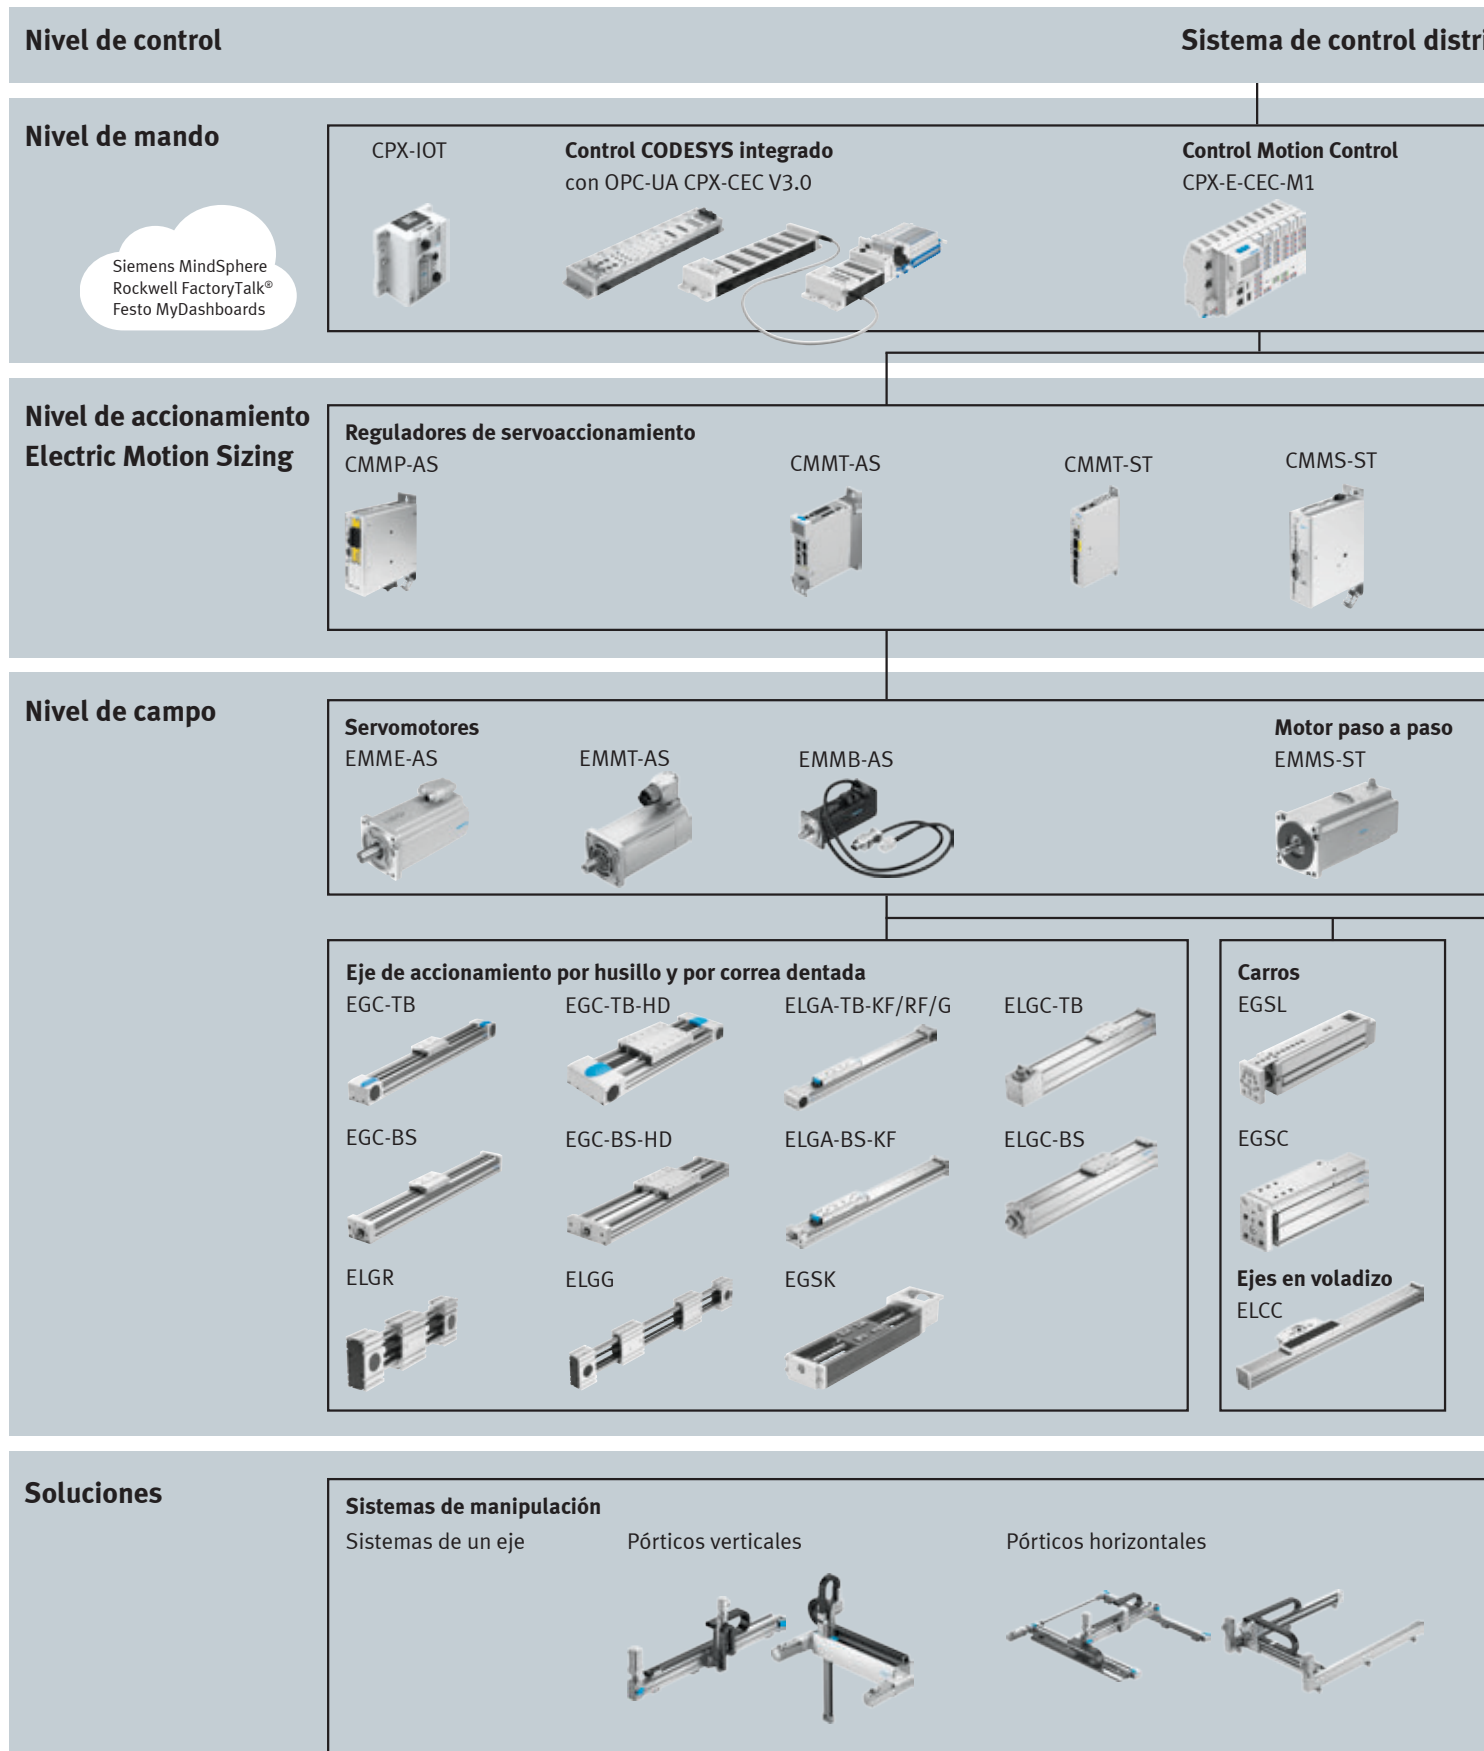 Nivel de control
Sistema de control distri
Nivel de mando
CPX-IOT
Control CODESYS integrado
con OPC-UA CPX-CEC V3.0
Control Motion Control
CPX-E-CEC-M1
Siemens MindSphere
Rockwell FactoryTalk®
Festo MyDashboards
Nivel de accionamiento
Electric Motion Sizing
Reguladores de servoaccionamiento
CMMP-AS
CMMT-AS
CMMT-ST
CMMS-ST
Nivel de campo
Servomotores
EMME-AS
EMMT-AS
EMMB-AS
Motor paso a paso
EMMS-ST
Eje de accionamiento por husillo y por correa dentada
EGC-TB
EGC-TB-HD
ELGA-TB-KF/RF/G
ELGC-TB
EGC-BS
EGC-BS-HD
ELGA-BS-KF
ELGC-BS
ELGR
ELGG
EGSK
Carros
EGSL
EGSC
Ejes en voladizo
ELCC
Soluciones
Sistemas de manipulación
Sistemas de un eje
Pórticos verticales
Pórticos horizontales